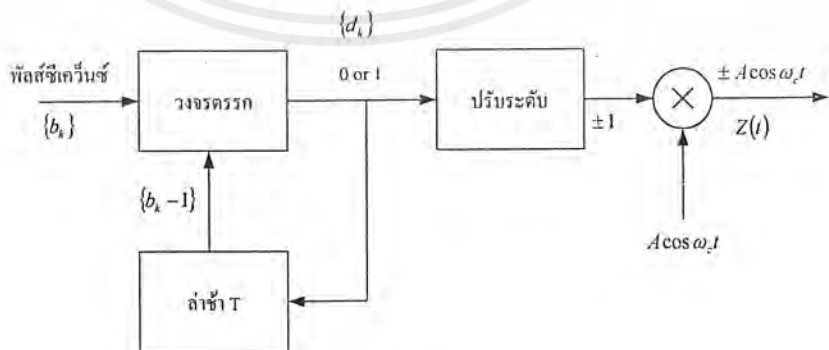 {d_k}
พัลส์ซีเควินซ์
{b_k}
วงจรตรรก
0 or 1
ปรับระดับ
±1
± A cos ω_c t
Z(t)
{b_k −1}
A cos ω_c t
ล่าช้า T